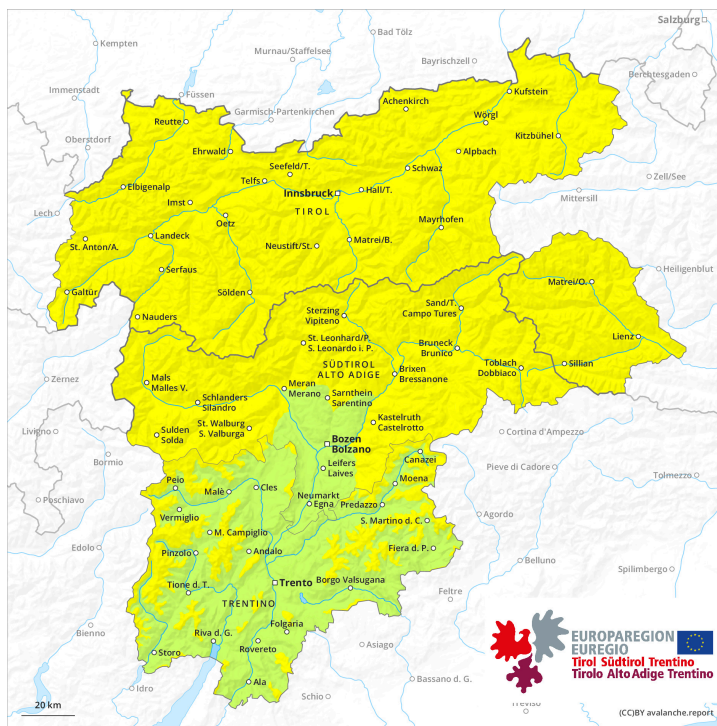 Salzburg
Kempten
Bad Tölz
Murnau/Staffelsee
Bayrischzell
Berchtesgaden
Immenstadt
Füssen
Achenkirch
Kufstein
Garmisch-Partenkirchen
Reutte
Wörgl
Oberstdorf
Kitzbühel
Ehrwald
Alpbach
Seefeld/T.
Schwaz
Zell/See
Telfs
Elbigenalp
Innsbruck
Hall/T.
Mittersill
Imst
TIROL
Lech
Oetz
Mayrhofen
Landeck
Matrei/B.
St. Anton/A.
Neustift/St.
Serfaus
Heiligenblut
Matrei/O.
Galtür
Sölden
Sand/T.
Campo Tures
Nauders
Sterzing
Vipiteno
Lienz
St. Leonhard/P.
S. Leonardo i. P.
Bruneck
Brunico
SÜDTIROL
ALTO ADIGE
Toblach
Dobbiaco
Sillian
Brixen
Bressanone
Zernez
Mals
Malles V.
Meran
Merano
Sarnthein
Sarentino
Schlanders
Silandro
St. Walburg
S. Valburga
Kastelruth
Castelrotto
Livigno
Sulden
Solda
Bozen
Bolzano
Cortina d'Ampezzo
Bormio
Canazei
Leifers
Laives
Pieve di Cadore
Tolmezzo
Peio
Malè
Cles
Moena
Poschiavo
Neumarkt
Egna
Predazzo
Vermiglio
Agordo
S. Martino d. C.
M. Campiglio
Edolo
Pinzolo
Andalo
Fiera d. P.
Belluno
Spilimbergo
Tione d. T.
Trento
Borgo Valsugana
Feltre
TRENTINO
Bienno
Folgaria
Riva d. G.
Rovereto
Asiago
Storo
Ala
Bassano d. G.
Idro
Schio
Treviso
EUROPAREGION
EUREGIO
Tirol Südtirol Trentino
Tirolo Alto Adige Trentino
20 km
(CC)BY avalanche.report